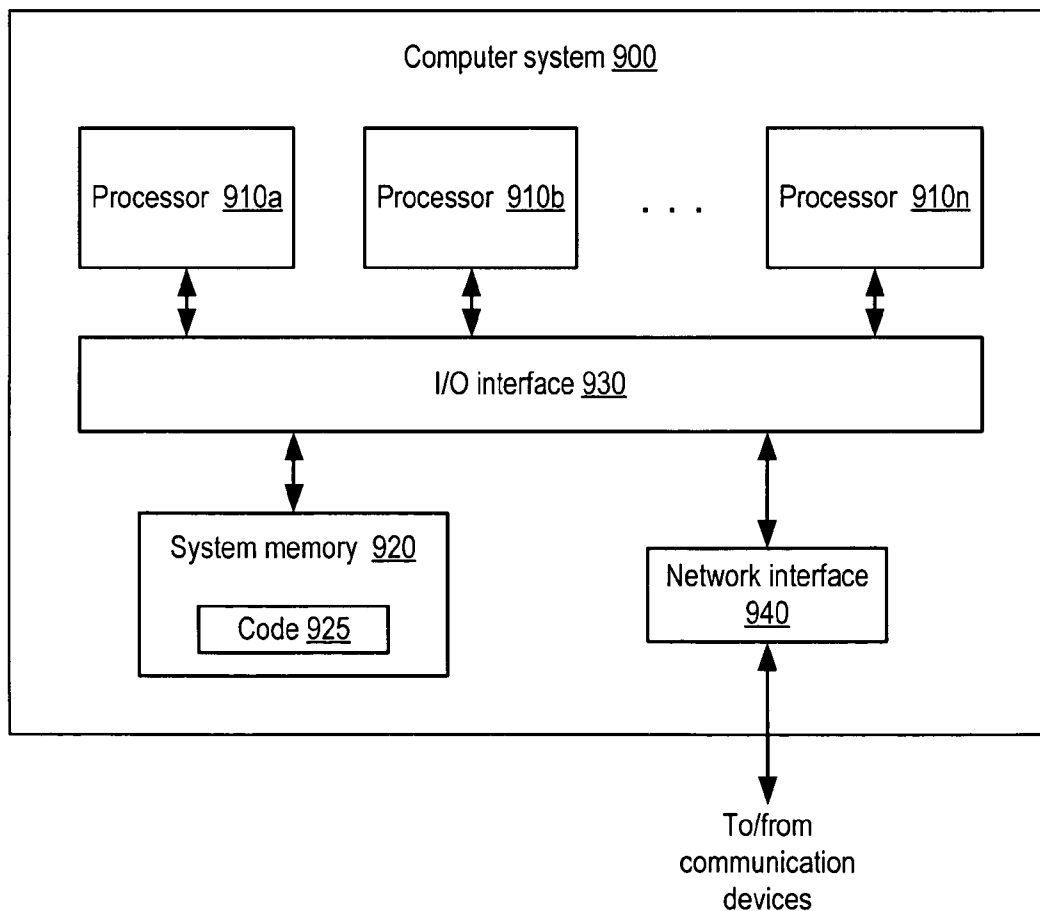 Computer system 900
Processor 910a
Processor 910b
. . .
Processor 910n
I/O interface 930
System memory 920
Code 925
Network interface
940
To/from
communication
devices